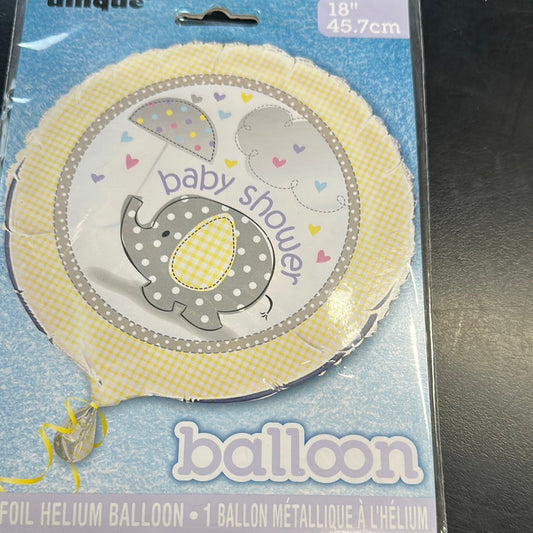 unique
18"
45.7cm
baby shower
balloon
FOIL HELIUM BALLOON • 1 BALLON MÉTALLIQUE À L'HÉLIUM